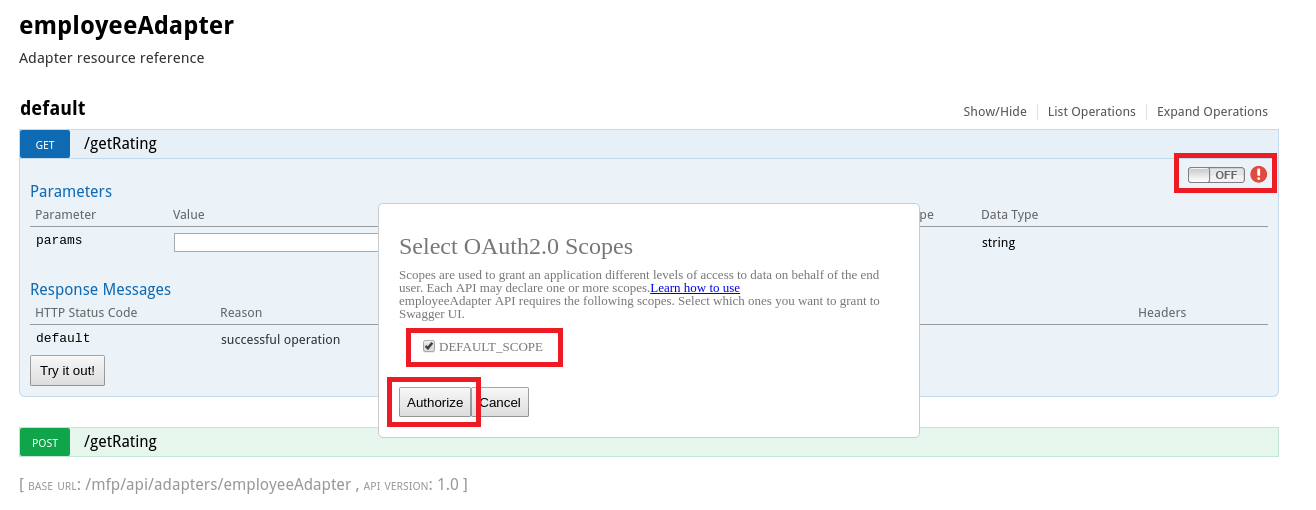 employeeAdapter
Adapter resource reference
default
Show/Hide
List Operations
Expand Operations
GET /getRating
OFF
Parameters
Parameter Value pe Data Type
params string
Select OAuth2.0 Scopes
Scopes are used to grant an application different levels of access to data on behalf of the end
user. Each API may declare one or more scopes.Learn how to use
employeeAdapter API requires the following scopes. Select which ones you want to grant to
Swagger UI.
DEFAULT_SCOPE
Authorize Cancel
Response Messages
HTTP Status Code Reason Headers
default successful operation
Try it out!
POST /getRating
[ BASE URL: /mfp/api/adapters/employeeAdapter , API VERSION: 1.0 ]